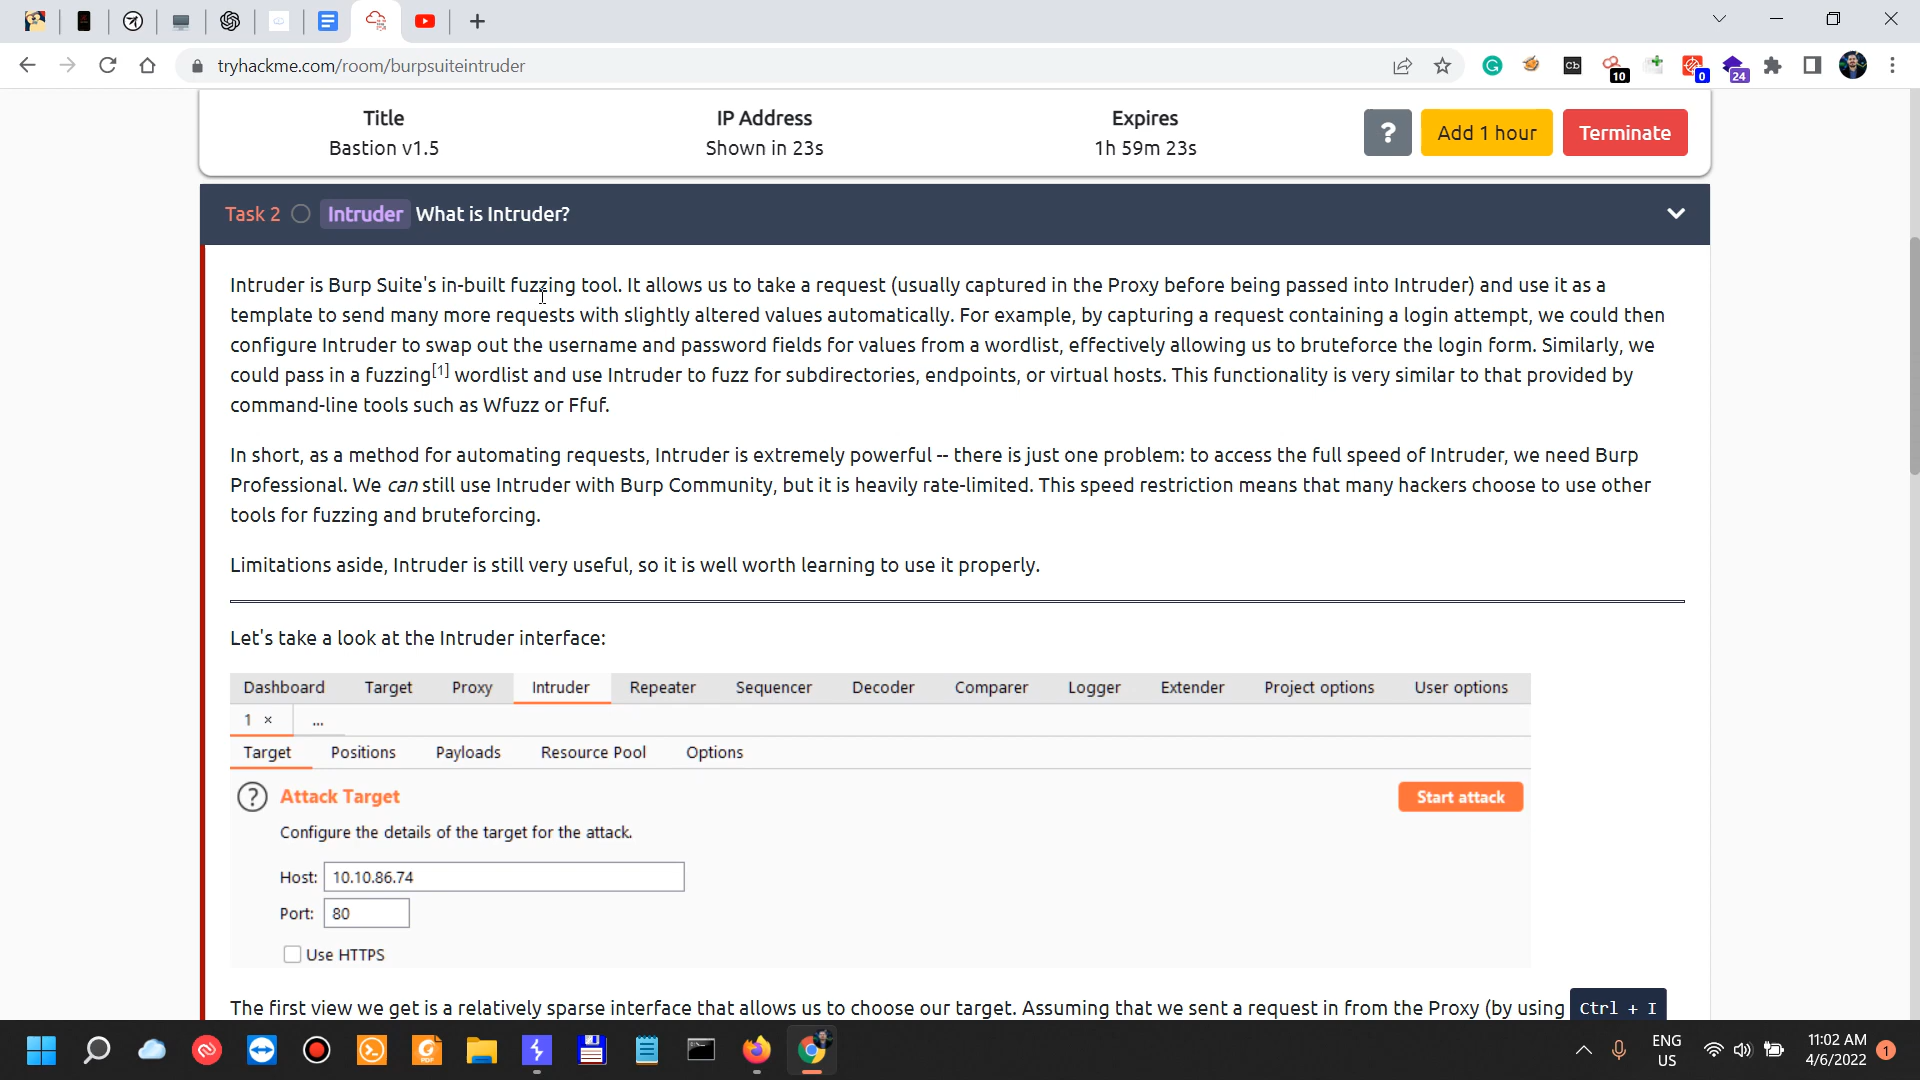 tryhackme.com/room/burpsuiteintruder
10
0
24
Title
IP Address
Expires
Bastion v1.5
Shown in 23s
1h 59m 23s
?
Add 1 hour
Terminate
Task 2 Intruder What is Intruder?
Intruder is Burp Suite's in-built fuzzing tool. It allows us to take a request (usually captured in the Proxy before being passed into Intruder) and use it as a
template to send many more requests with slightly altered values automatically. For example, by capturing a request containing a login attempt, we could then
configure Intruder to swap out the username and password fields for values from a wordlist, effectively allowing us to bruteforce the login form. Similarly, we
could pass in a fuzzing[1] wordlist and use Intruder to fuzz for subdirectories, endpoints, or virtual hosts. This functionality is very similar to that provided by
command-line tools such as Wfuzz or Ffuf.
In short, as a method for automating requests, Intruder is extremely powerful -- there is just one problem: to access the full speed of Intruder, we need Burp
Professional. We can still use Intruder with Burp Community, but it is heavily rate-limited. This speed restriction means that many hackers choose to use other
tools for fuzzing and bruteforcing.
Limitations aside, Intruder is still very useful, so it is well worth learning to use it properly.
Let's take a look at the Intruder interface:
Dashboard Target Proxy Intruder Repeater Sequencer Decoder Comparer Logger Extender Project options User options
1 × ...
Target Positions Payloads Resource Pool Options
? Attack Target
Start attack
Configure the details of the target for the attack.
Host: 10.10.86.74
Port: 80
Use HTTPS
The first view we get is a relatively sparse interface that allows us to choose our target. Assuming that we sent a request in from the Proxy (by using Ctrl + I
ENG
US
11:02 AM
4/6/2022
1